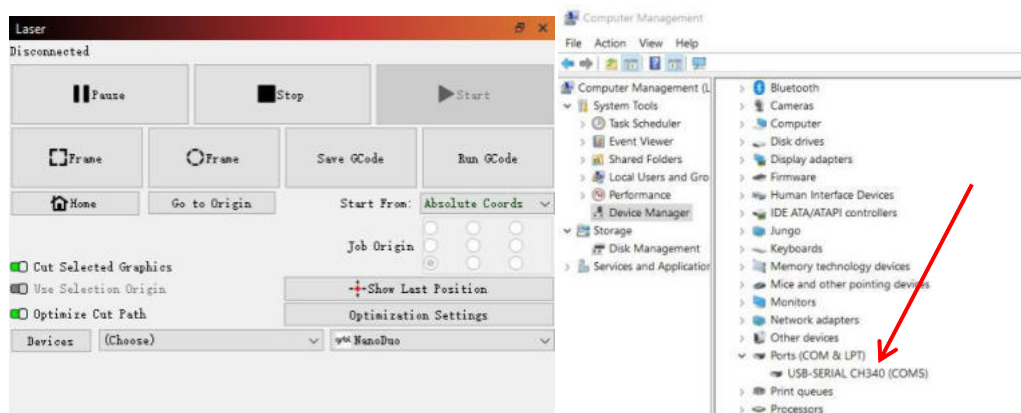 Laser
Disconnected
Pause
Stop
Start
Frame
Frame
Save GCode
Run GCode
Home
Go to Origin
Start From:
Absolute Coords
Job Origin
Cut Selected Graphics
Use Selection Origin
Show Last Position
Optimize Cut Path
Optimization Settings
Devices
(Choose)
grbl NanoDuo
Computer Management
File Action View Help
Computer Management (L
System Tools
Task Scheduler
Event Viewer
Shared Folders
Local Users and Gro
Performance
Device Manager
Storage
Disk Management
Services and Application
Bluetooth
Cameras
Computer
Disk drives
Display adapters
Firmware
Human Interface Devices
IDE ATA/ATAPI controllers
Jungo
Keyboards
Memory technology devices
Mice and other pointing devices
Monitors
Network adapters
Other devices
Ports (COM & LPT)
USB-SERIAL CH340 (COM5)
Print queues
Processors